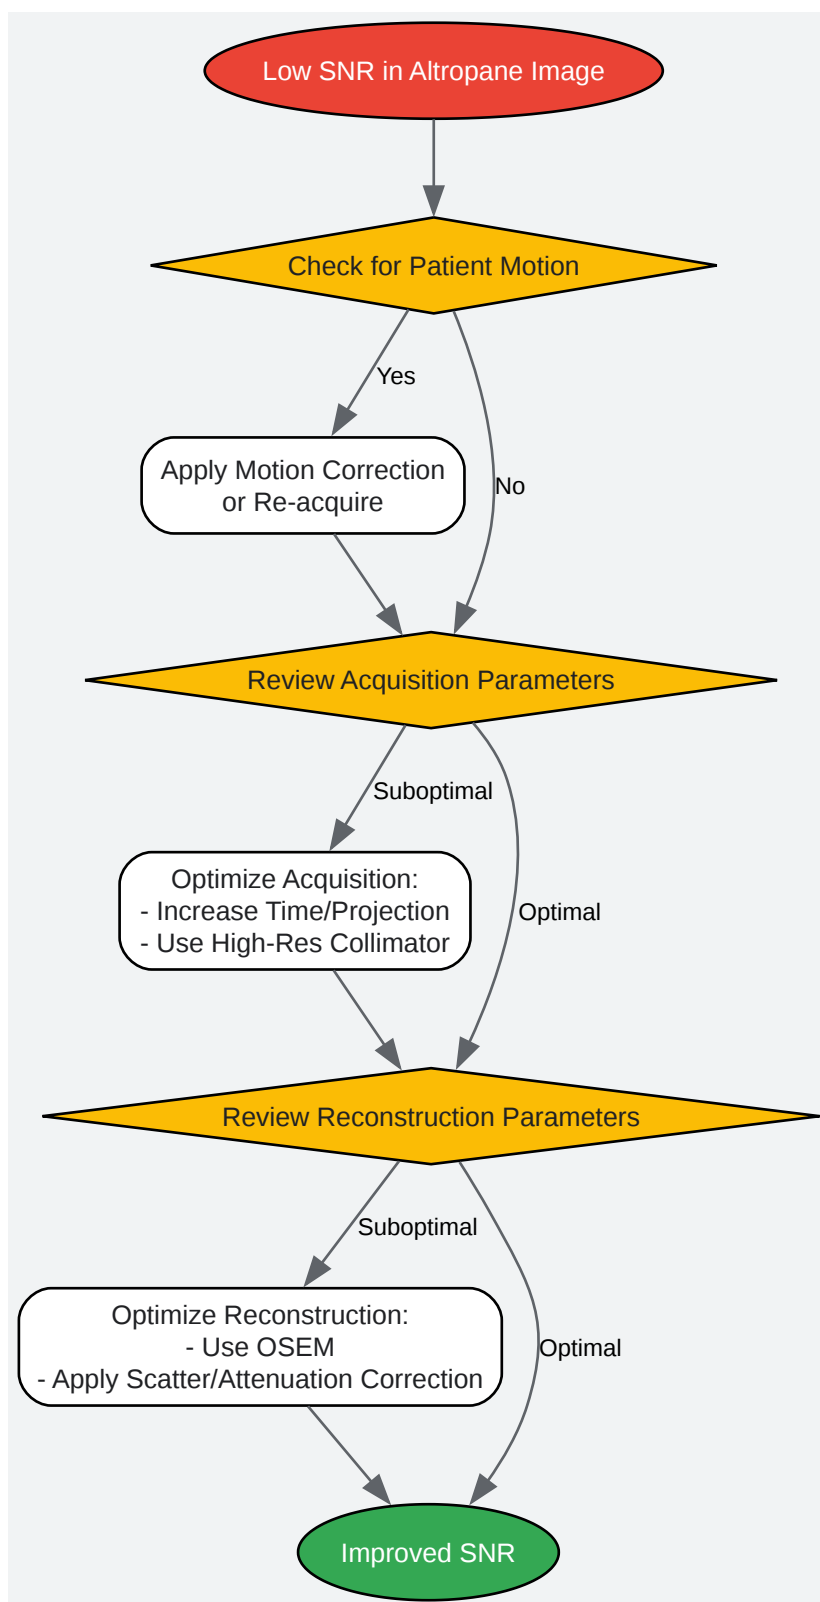 Low SNR in Altropane Image
Check for Patient Motion
Yes
Apply Motion Correction
or Re-acquire
No
Review Acquisition Parameters
Suboptimal
Optimize Acquisition:
- Increase Time/Projection
- Use High-Res Collimator
Optimal
Review Reconstruction Parameters
Suboptimal
Optimize Reconstruction:
- Use OSEM
- Apply Scatter/Attenuation Correction
Optimal
Improved SNR